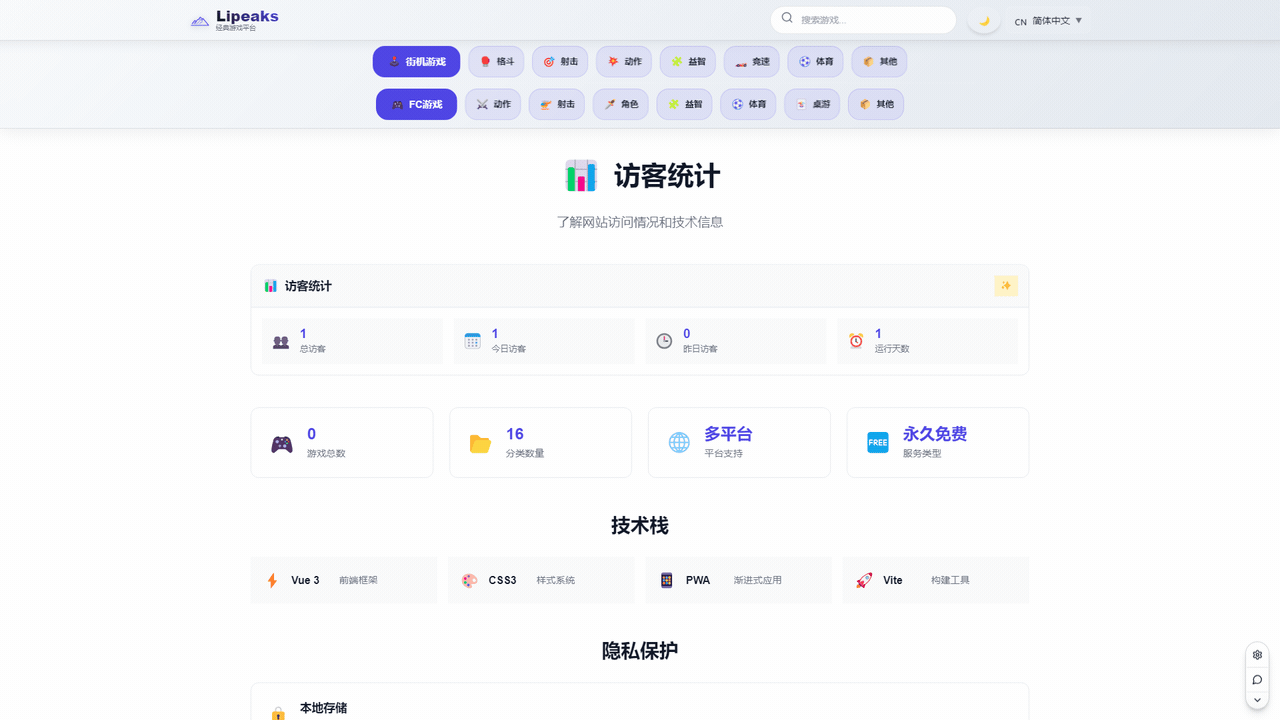 Lipeaks
经典游戏平台
搜索游戏...
CN 简体中文 ▼
街机游戏 格斗 射击 动作 益智 竞速 体育 其他
FC游戏 动作 射击 角色 益智 体育 桌游 其他
访客统计
了解网站访问情况和技术信息
访客统计
1
总访客
1
今日访客
0
昨日访客
1
运行天数
0
游戏总数
16
分类数量
多平台
平台支持
FREE
永久免费
服务类型
技术栈
Vue 3 前端框架
CSS3 样式系统
PWA 渐进式应用
Vite 构建工具
隐私保护
本地存储